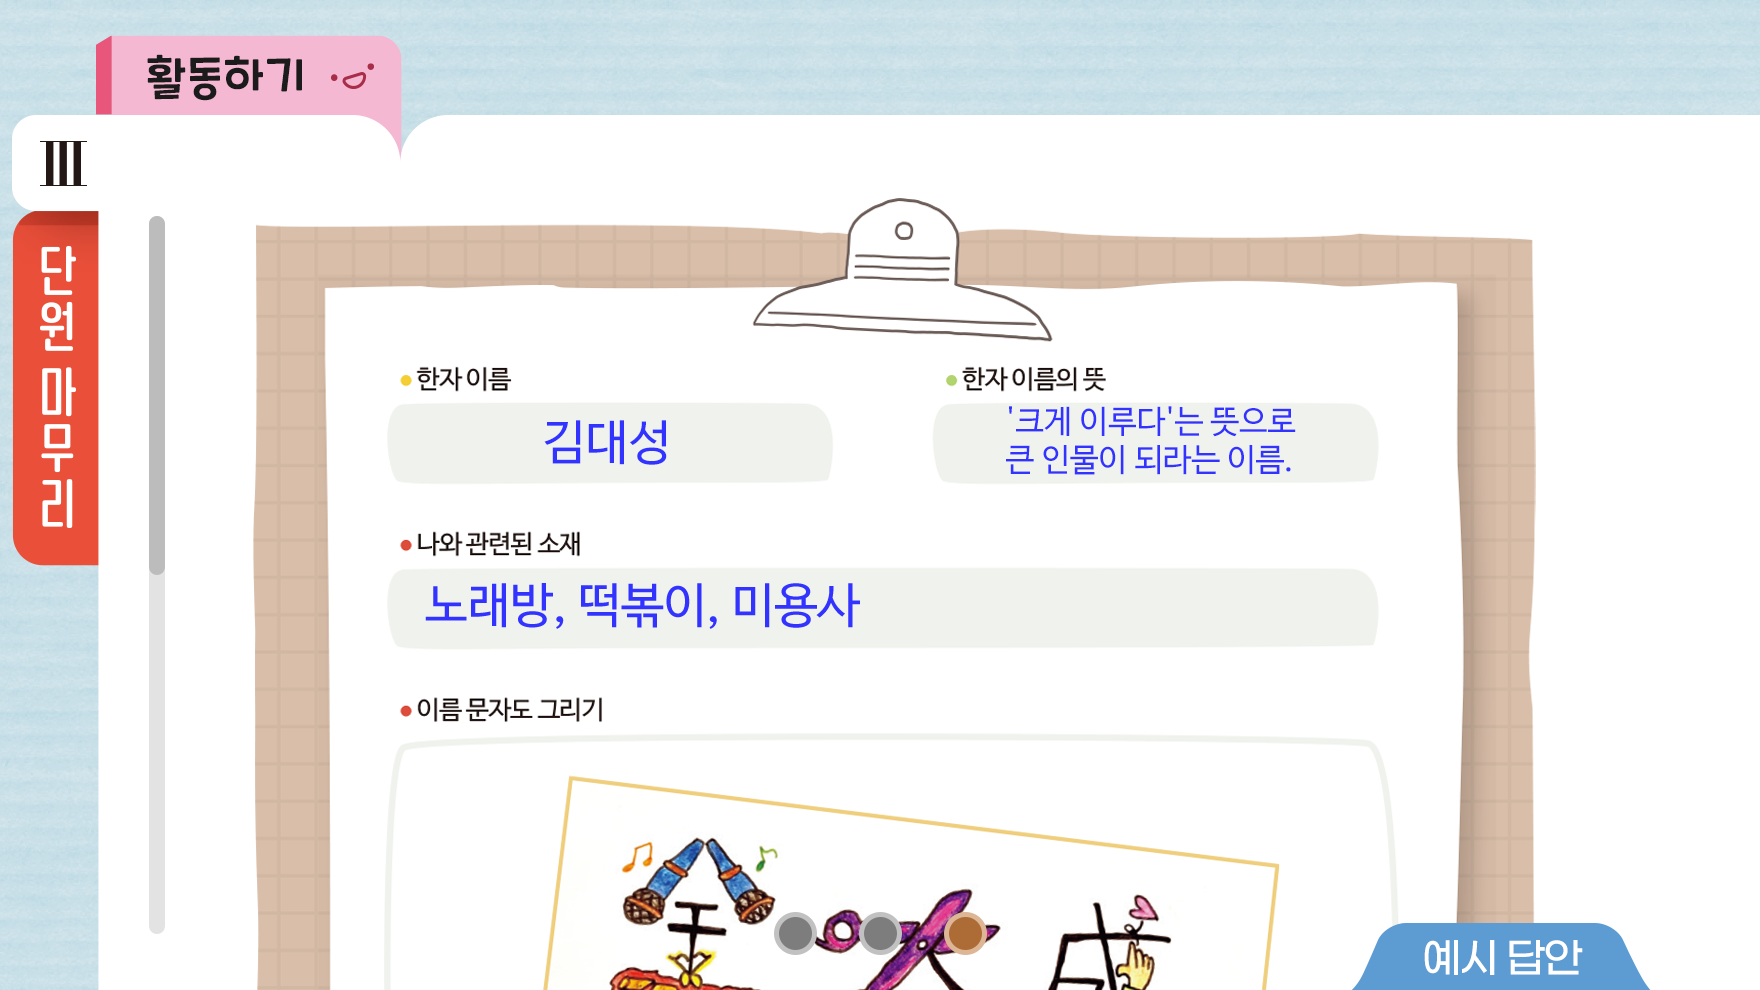 활동하기
Ⅲ
단원 마무리
한자 이름
한자 이름의 뜻
김대성
'크게 이루다'는 뜻으로
큰 인물이 되라는 이름.
나와 관련된 소재
노래방, 떡볶이, 미용사
이름 문자도 그리기
예시 답안